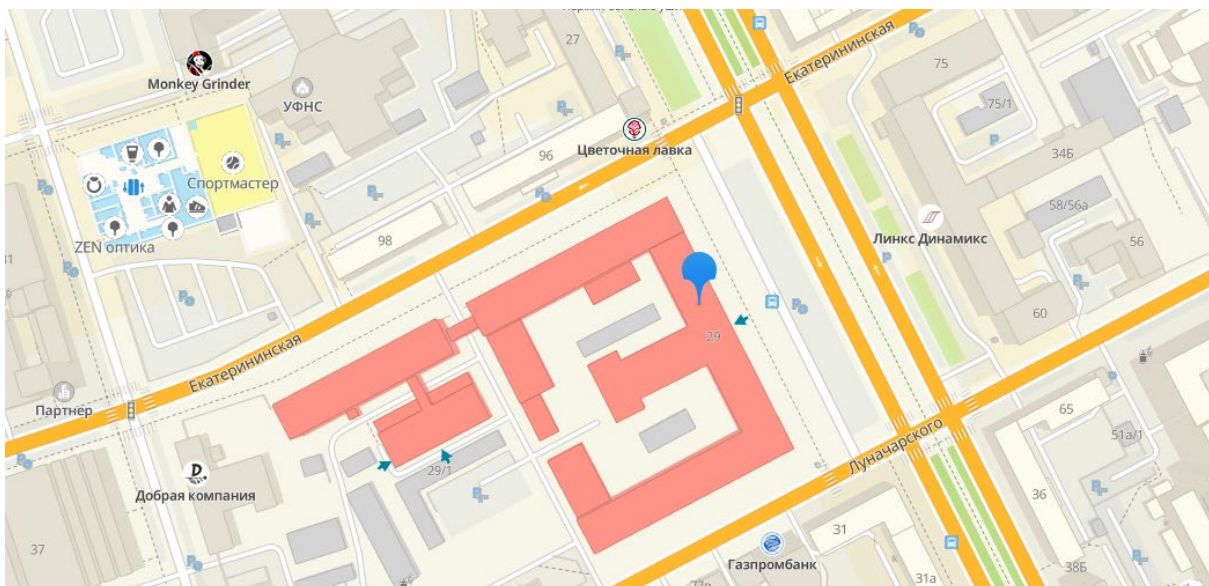 27
Екатерининская
75
Monkey Grinder
УФНС
75/1
Цветочная лавка
96
34Б
Спортмастер
58/56а
Линкс Динамикс
56
ZEN оптика
98
60
29
Екатерининская
Партнёр
65
Луначарского
51а/1
29/1
Добрая компания
36
37
31
Газпромбанк
38Б
31а